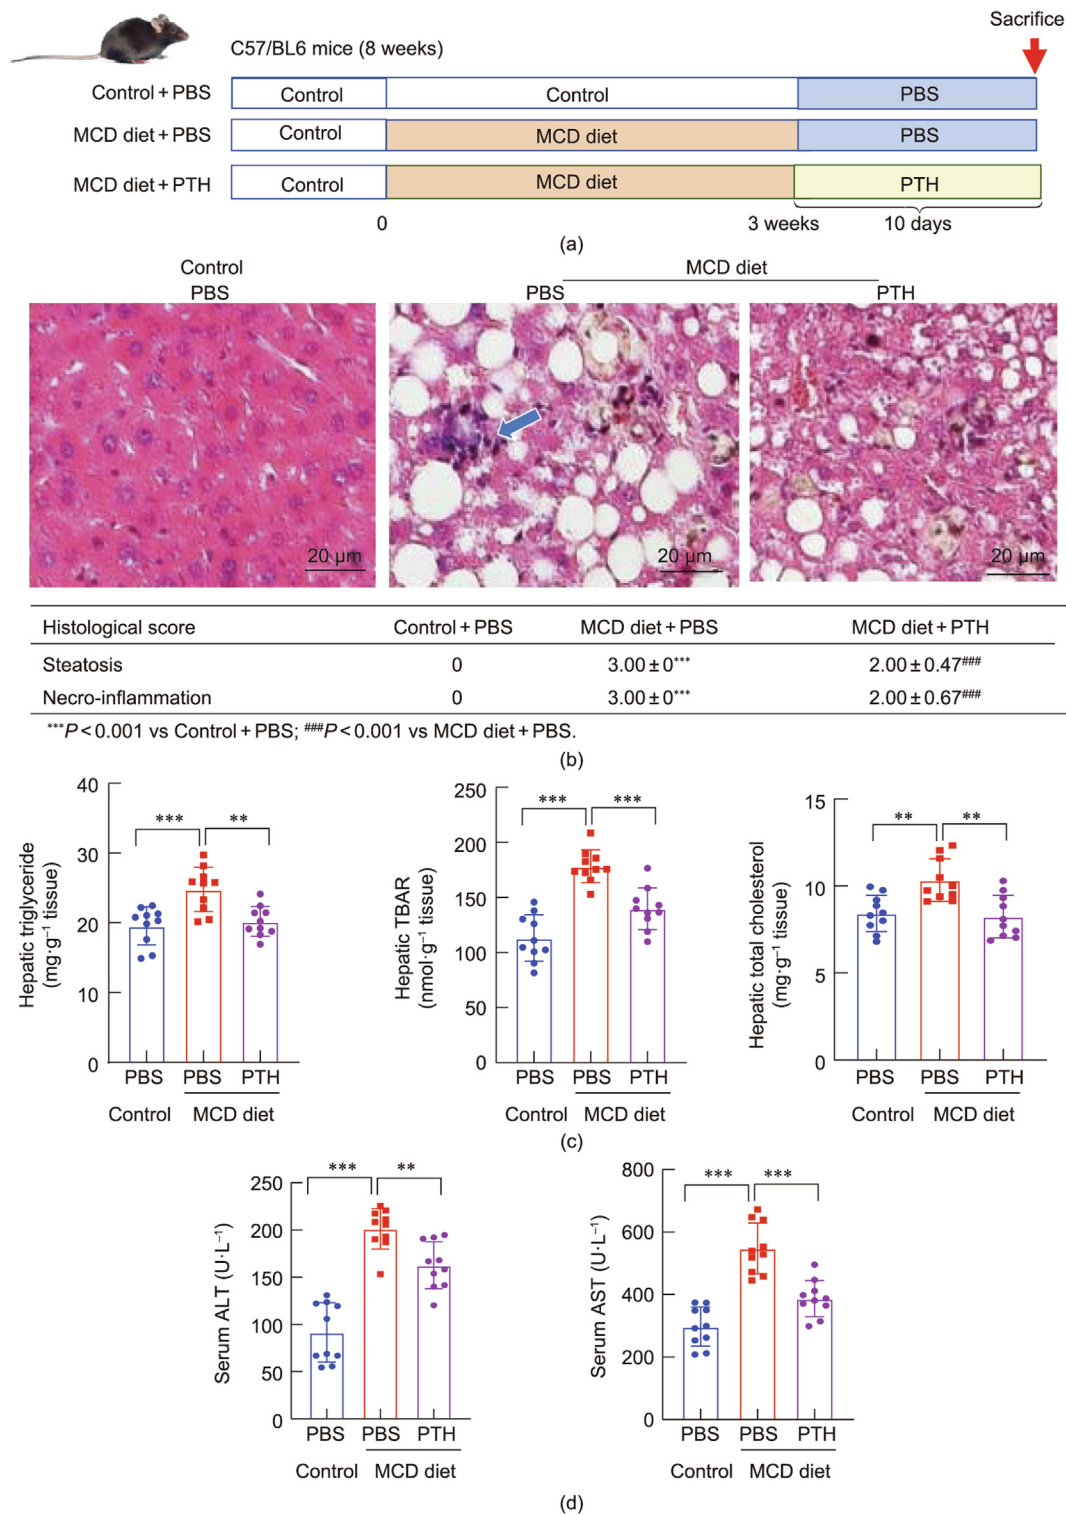 Sacrifice
C57/BL6 mice (8 weeks)
Control + PBS Control Control PBS
MCD diet + PBS Control MCD diet PBS
MCD diet + PTH Control MCD diet PTH
0 3 weeks 10 days
(a)
Control MCD diet
PBS PBS PTH
20 μm 20 μm 20 μm
Histological score Control + PBS MCD diet + PBS MCD diet + PTH
Steatosis 0 3.00 ± 0*** 2.00 ± 0.47###
Necro-inflammation 0 3.00 ± 0*** 2.00 ± 0.67###
***P < 0.001 vs Control + PBS; ###P < 0.001 vs MCD diet + PBS.
(b)
Hepatic triglyceride
(mg·g⁻¹ tissue)
40
30
20
10
0
*** **
PBS PBS PTH
Control MCD diet
Hepatic TBAR
(nmol·g⁻¹ tissue)
250
200
150
100
50
0
*** ***
PBS PBS PTH
Control MCD diet
Hepatic total cholesterol
(mg·g⁻¹ tissue)
15
10
5
0
** **
PBS PBS PTH
Control MCD diet
(c)
Serum ALT (U·L⁻¹)
250
200
150
100
50
0
*** **
PBS PBS PTH
Control MCD diet
Serum AST (U·L⁻¹)
800
600
400
200
0
*** ***
PBS PBS PTH
Control MCD diet
(d)